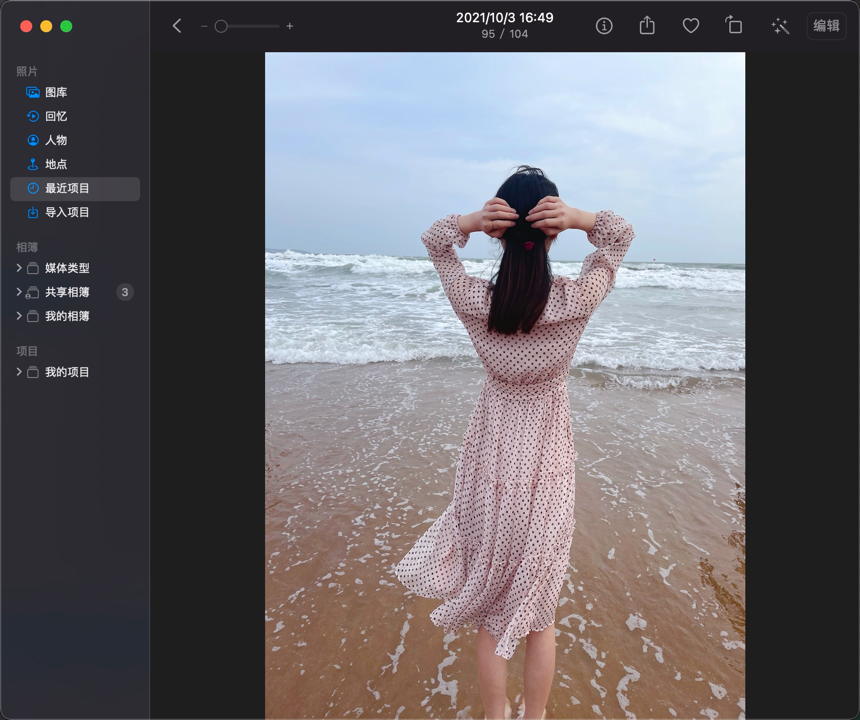 2021/10/3 16:49
95 / 104
编辑
照片
图库
回忆
人物
地点
最近项目
导入项目
相簿
媒体类型
共享相簿 3
我的相簿
项目
我的项目